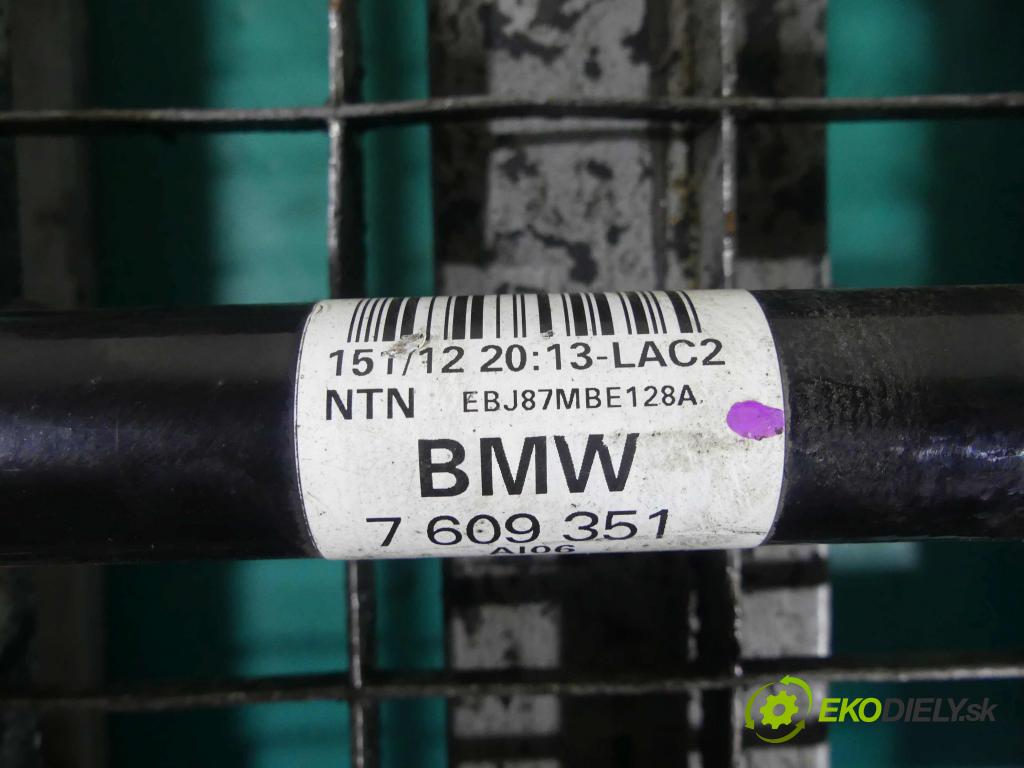 151/12 20:13-LAC2
NTN EBJ87MBE128A
BMW
7 609 351
AI06
EKODIELY.sk